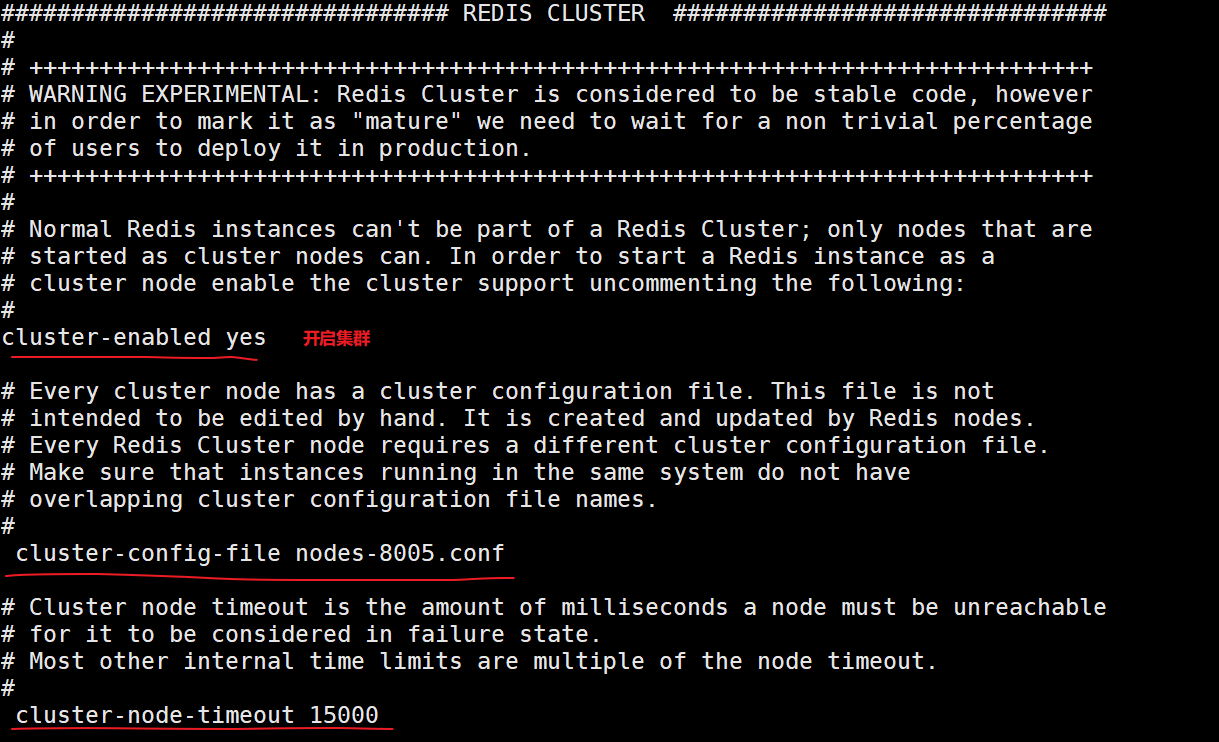 ################################ REDIS CLUSTER  ###############################
#
# ++++++++++++++++++++++++++++++++++++++++++++++++++++++++++++++++++++++++++++
# WARNING EXPERIMENTAL: Redis Cluster is considered to be stable code, however
# in order to mark it as "mature" we need to wait for a non trivial percentage
# of users to deploy it in production.
# ++++++++++++++++++++++++++++++++++++++++++++++++++++++++++++++++++++++++++++
#
# Normal Redis instances can't be part of a Redis Cluster; only nodes that are
# started as cluster nodes can. In order to start a Redis instance as a
# cluster node enable the cluster support uncommenting the following:
#
cluster-enabled yes 开启集群
# Every cluster node has a cluster configuration file. This file is not
# intended to be edited by hand. It is created and updated by Redis nodes.
# Every Redis Cluster node requires a different cluster configuration file.
# Make sure that instances running in the same system do not have
# overlapping cluster configuration file names.
#
cluster-config-file nodes-8005.conf
# Cluster node timeout is the amount of milliseconds a node must be unreachable
# for it to be considered in failure state.
# Most other internal time limits are multiple of the node timeout.
#
cluster-node-timeout 15000